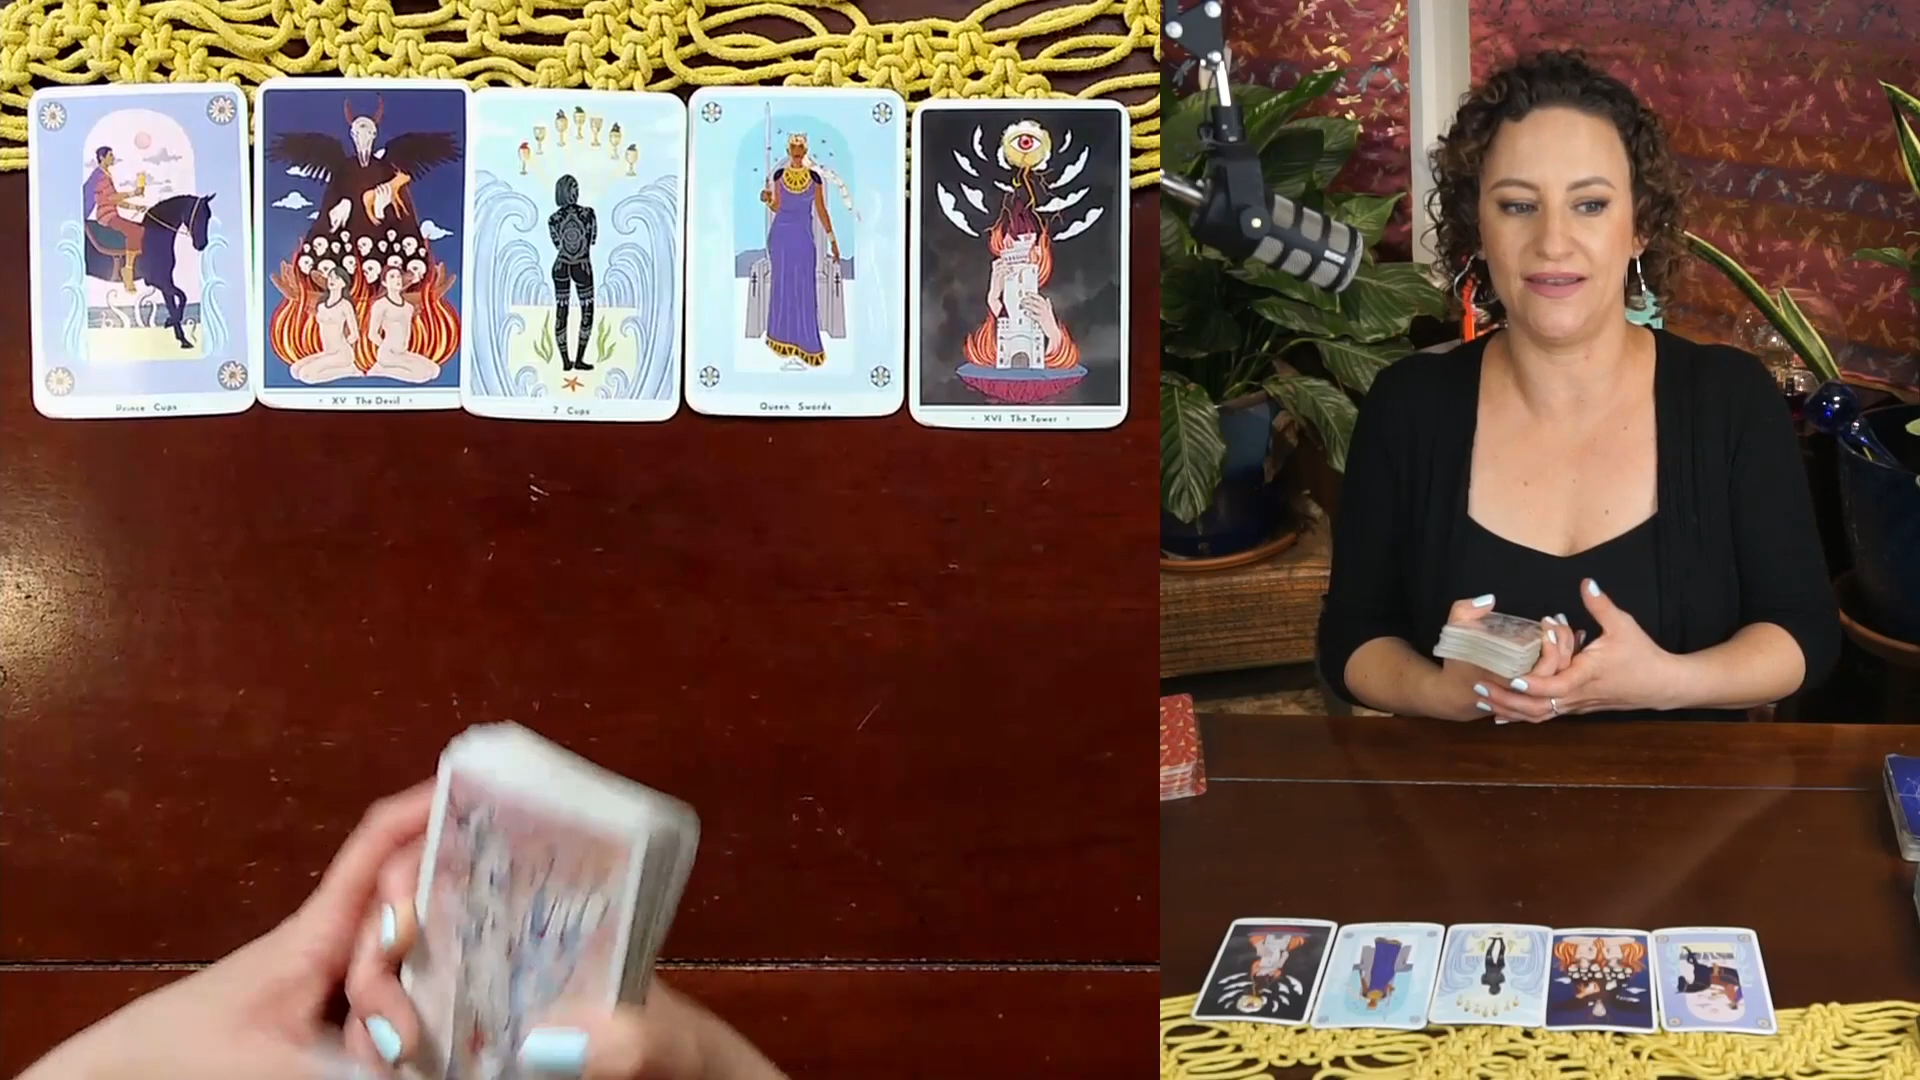 Prince Cups
XV The Devil
7 Cups
Queen Swords
XVI The Tower